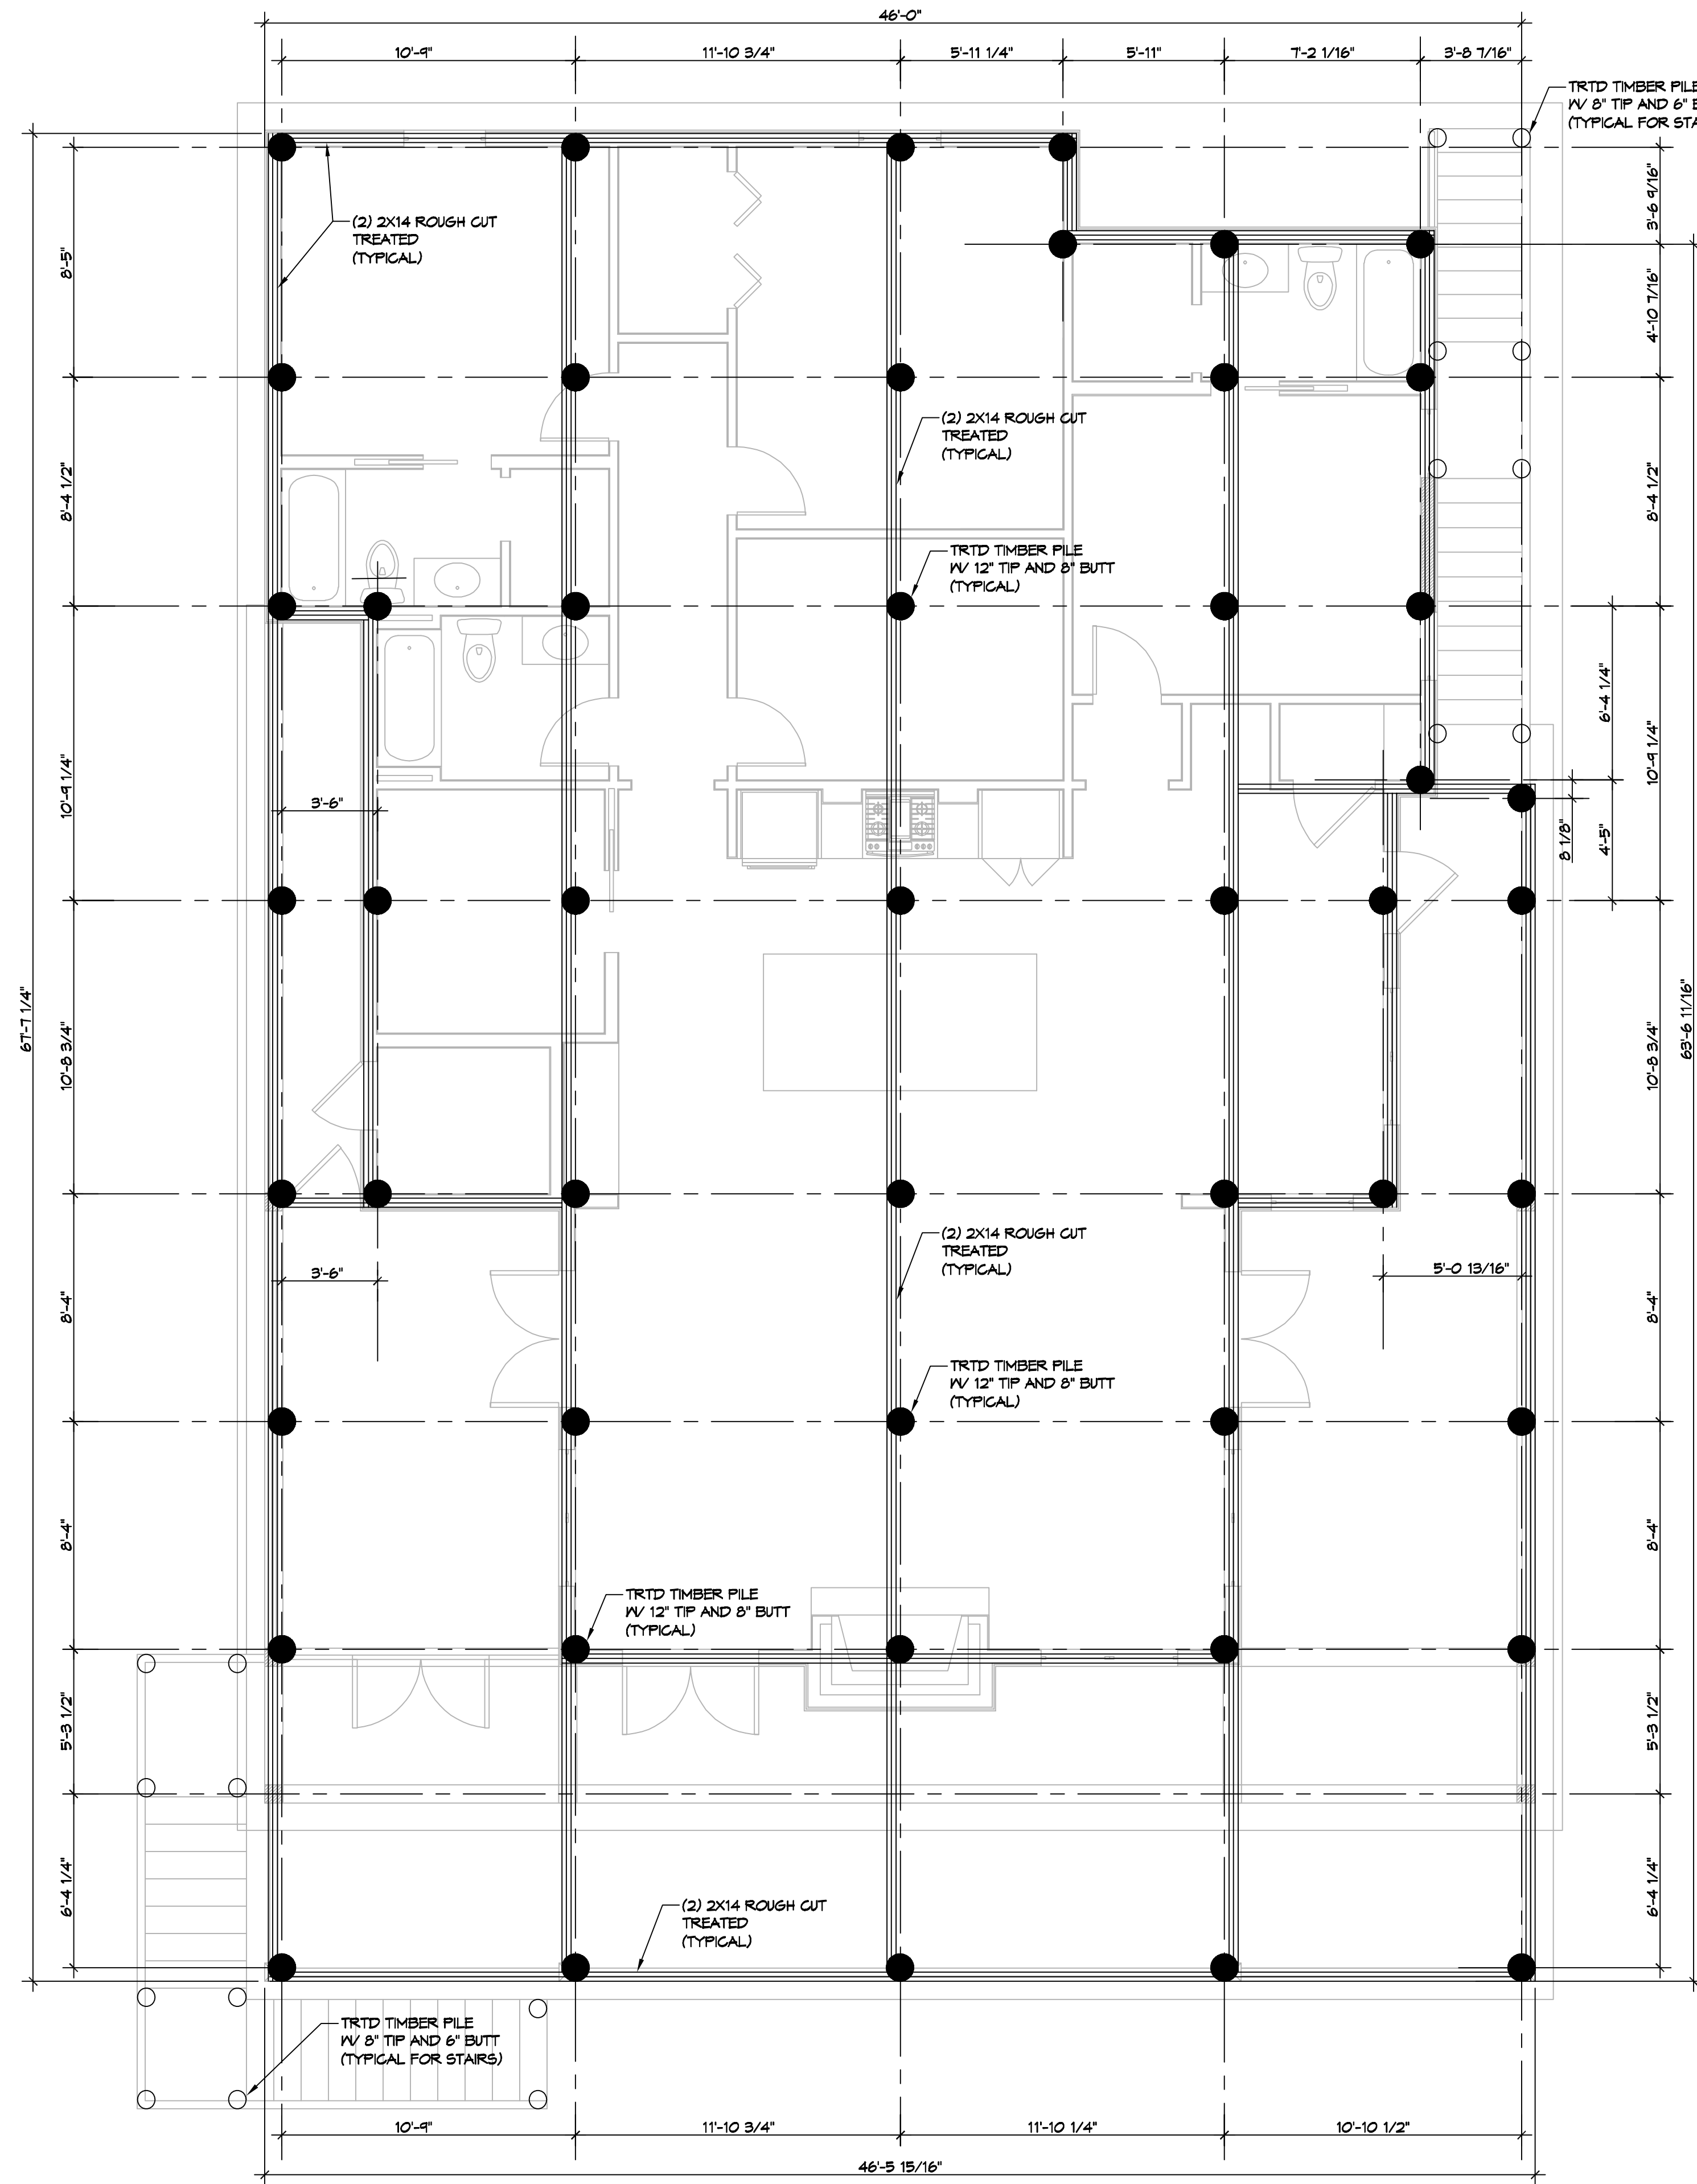 46'-0"
10'-9"
11'-10 3/4"
5'-11 1/4"
5'-11"
7'-2 1/16"
3'-8 7/16"
TRTD TIMBER PILE
W/ 8" TIP AND 6"
(TYPICAL FOR
3'-6 9/16"
(2) 2X14 ROUGH CUT
TREATED
(TYPICAL)
8'-5"
4'-10 7/16"
(2) 2X14 ROUGH CUT
TREATED
(TYPICAL)
8'-4 1/2"
8'-4 1/2"
TRTD TIMBER PILE
W/ 12" TIP AND 8" BUTT
(TYPICAL)
6'-4 1/4"
10'-9 1/4"
10'-9 1/4"
3'-6"
8 1/8"
4'-5"
67'-7 1/4"
63'-6 11/16"
10'-8 3/4"
10'-8 3/4"
(2) 2X14 ROUGH CUT
TREATED
(TYPICAL)
3'-6"
5'-0 13/16"
8'-4"
8'-4"
TRTD TIMBER PILE
W/ 12" TIP AND 8" BUTT
(TYPICAL)
8'-4"
8'-4"
TRTD TIMBER PILE
W/ 12" TIP AND 8" BUTT
(TYPICAL)
5'-3 1/2"
5'-3 1/2"
6'-4 1/4"
6'-4 1/4"
(2) 2X14 ROUGH CUT
TREATED
(TYPICAL)
TRTD TIMBER PILE
W/ 8" TIP AND 6" BUTT
(TYPICAL FOR STAIRS)
10'-9"
11'-10 3/4"
11'-10 1/4"
10'-10 1/2"
46'-5 15/16"